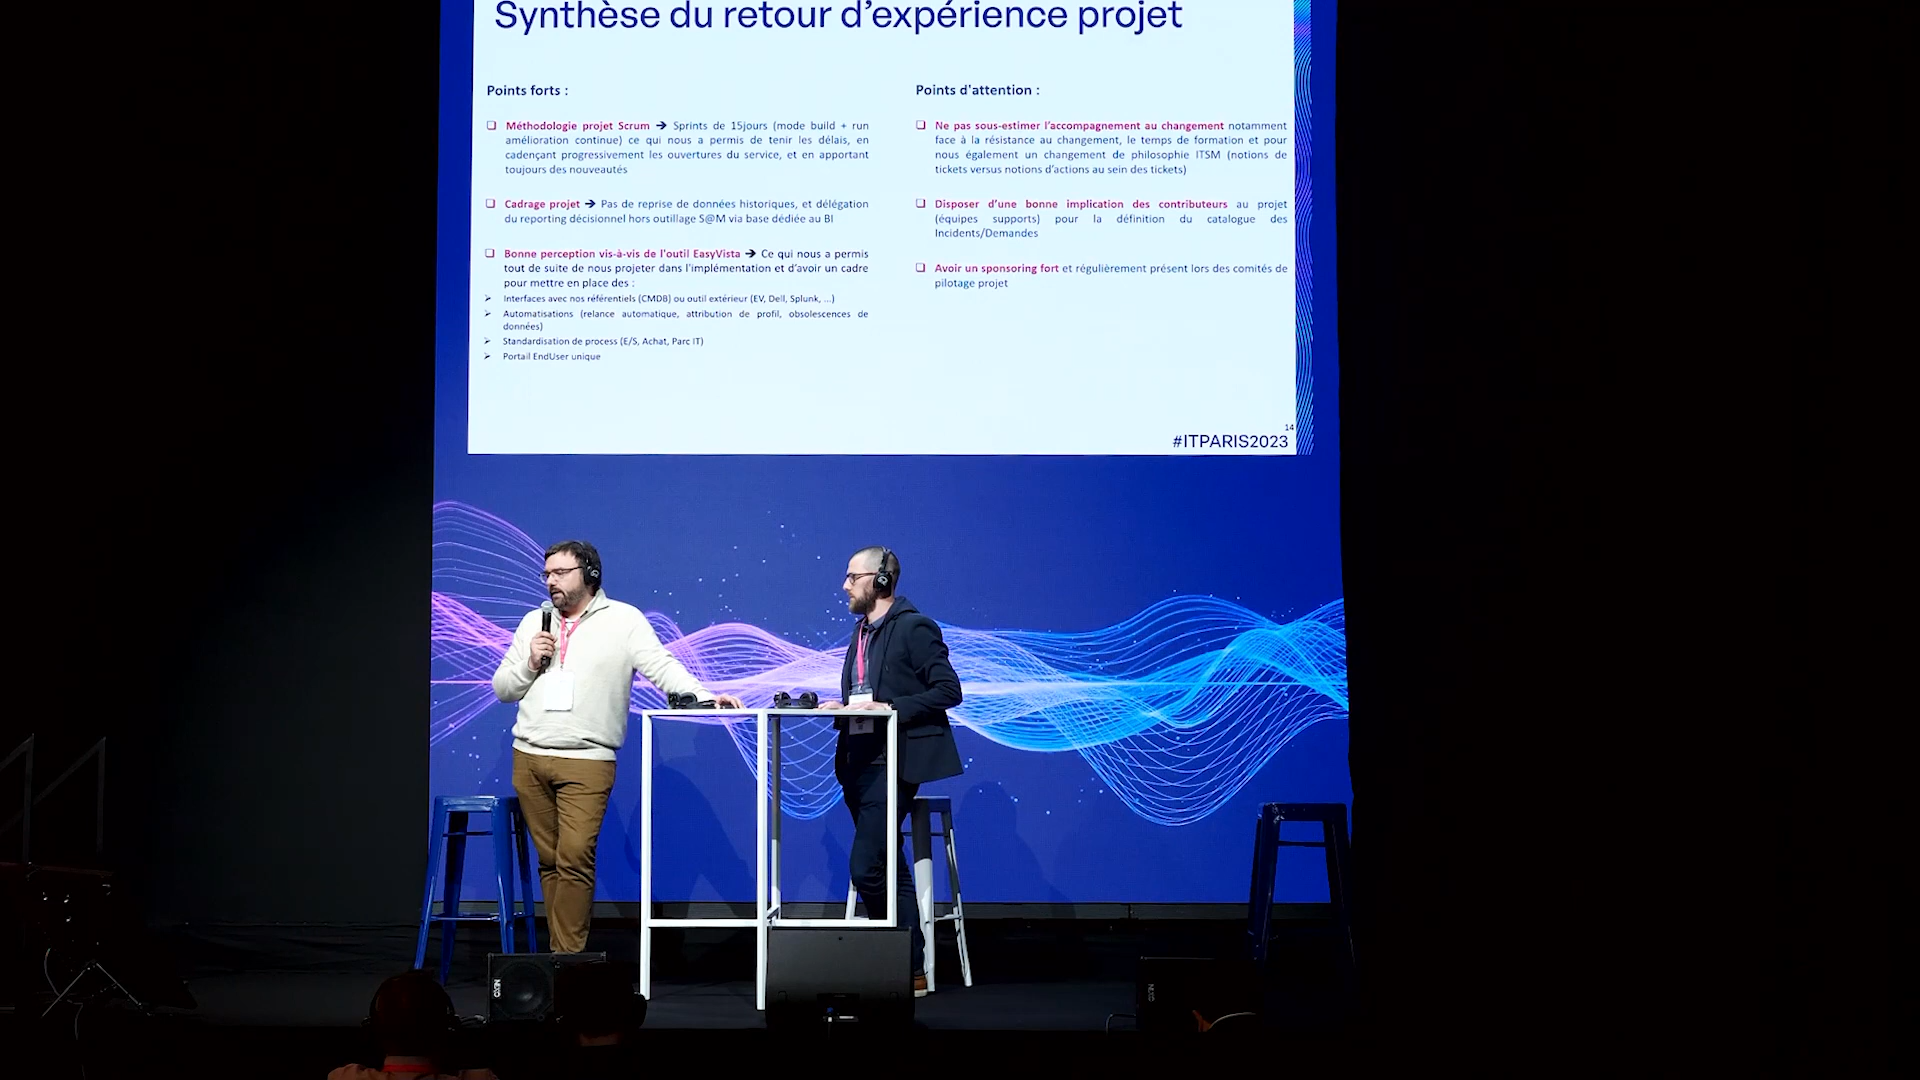 Synthèse du retour d'expérience projet
Points forts :
❑ Méthodologie projet Scrum ➔ Sprints de 15jours (mode build + run
amélioration continue) ce qui nous a permis de tenir les délais, en
cadençant progressivement les ouvertures du service, et en apportant
toujours des nouveautés
❑ Cadrage projet ➔ Pas de reprise de données historiques, et délégation
du reporting décisionnel hors outillage S@M via base dédiée au BI
❑ Bonne perception vis-à-vis de l'outil EasyVista ➔ Ce qui nous a permis
tout de suite de nous projeter dans l'implémentation et d'avoir un cadre
pour mettre en place des :
➢ Interfaces avec nos référentiels (CMDB) ou outil extérieur (EV, Dell, Splunk, ...)
➢ Automatisations (relance automatique, attribution de profil, obsolescences de
données)
➢ Standardisation de process (E/S, Achat, Parc IT)
➢ Portail EndUser unique
Points d'attention :
❑ Ne pas sous-estimer l'accompagnement au changement notamment
face à la résistance au changement, le temps de formation et pour
nous également un changement de philosophie ITSM (notions de
tickets versus notions d'actions au sein des tickets)
❑ Disposer d'une bonne implication des contributeurs au projet
(équipes supports) pour la définition du catalogue des
Incidents/Demandes
❑ Avoir un sponsoring fort et régulièrement présent lors des comités de
pilotage projet
14
#ITPARIS2023
NEXO
NEXO